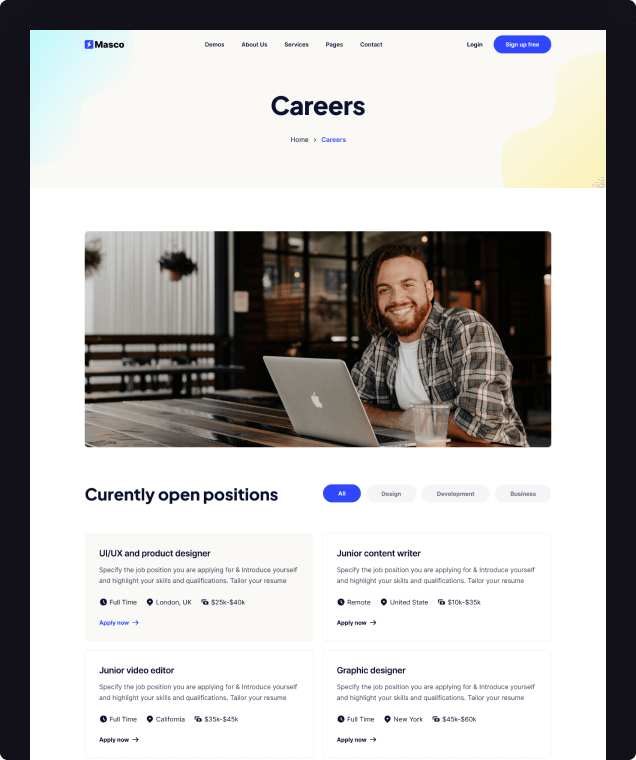 Masco
Demos About Us Services Pages Contact
Login Sign up free
Careers
Home > Careers
Curently open positions
All Design Development Business
UI/UX and product designer
Specify the job position you are applying for & Introduce yourself
and highlight your skills and qualifications. Tailor your resume
Full Time London, UK $25k-$40k
Apply now →
Junior content writer
Specify the job position you are applying for & Introduce yourself
and highlight your skills and qualifications. Tailor your resume
Remote United State $10k-$35k
Apply now →
Junior video editor
Specify the job position you are applying for & Introduce yourself
and highlight your skills and qualifications. Tailor your resume
Full Time California $35k-$45k
Apply now →
Graphic designer
Specify the job position you are applying for & Introduce yourself
and highlight your skills and qualifications. Tailor your resume
Full Time New York $45k-$60k
Apply now →